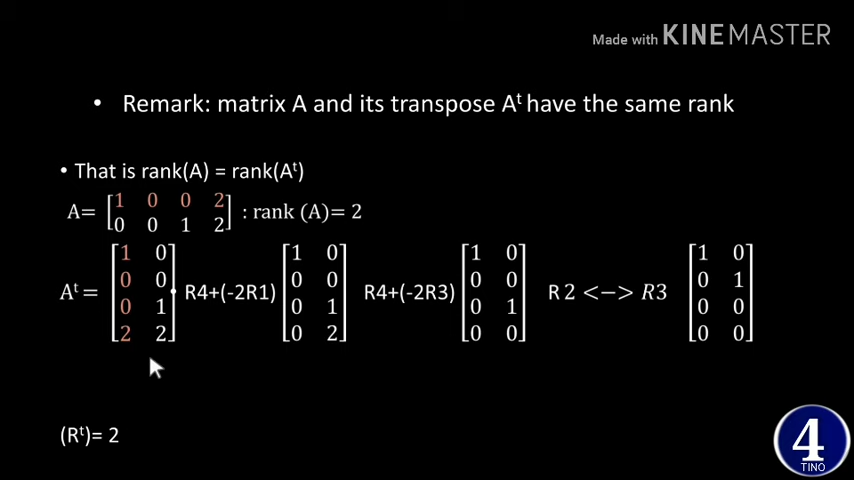 Made with KINEMASTER
• Remark: matrix A and its transpose Aᵗ have the same rank
• That is rank(A) = rank(Aᵗ)
A= [1 0 0 2
0 0 1 2] : rank (A)= 2
Aᵗ = [1 0
0 0
0 1
2 2] R4+(-2R1) [1 0
0 0
0 1
0 2] R4+(-2R3) [1 0
0 0
0 1
0 0] R 2 <−> R3 [1 0
0 1
0 0
0 0]
(Rᵗ)= 2
4
TINO